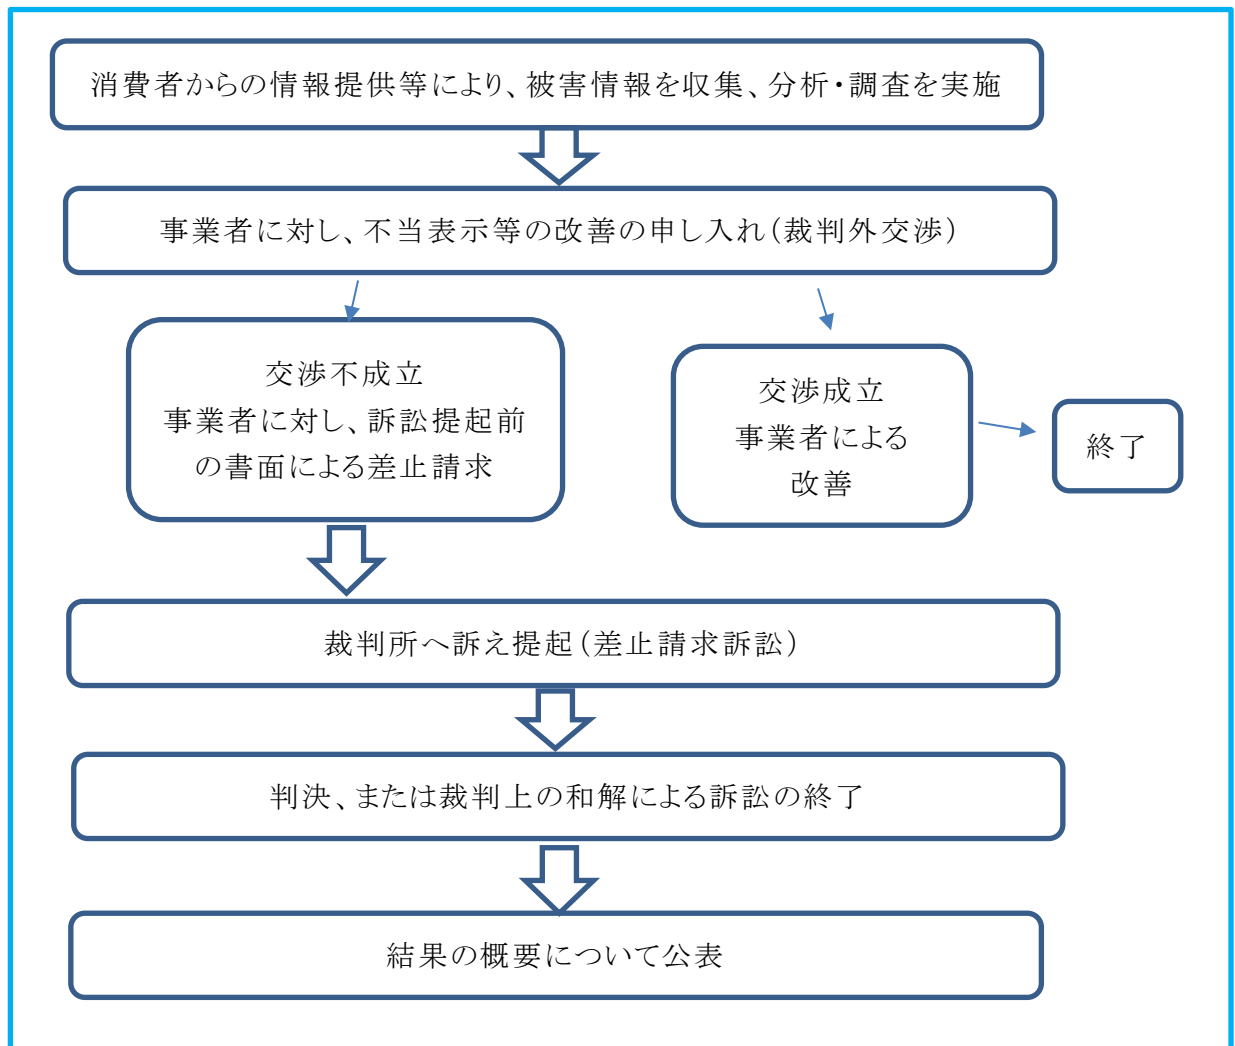 消費者からの情報提供等により、被害情報を収集、分析・調査を実施
事業者に対し、不当表示等の改善の申し入れ(裁判外交渉)
交渉不成立
事業者に対し、訴訟提起前
の書面による差止請求
交渉成立
事業者による
改善
終了
裁判所へ訴え提起(差止請求訴訟)
判決、または裁判上の和解による訴訟の終了
結果の概要について公表